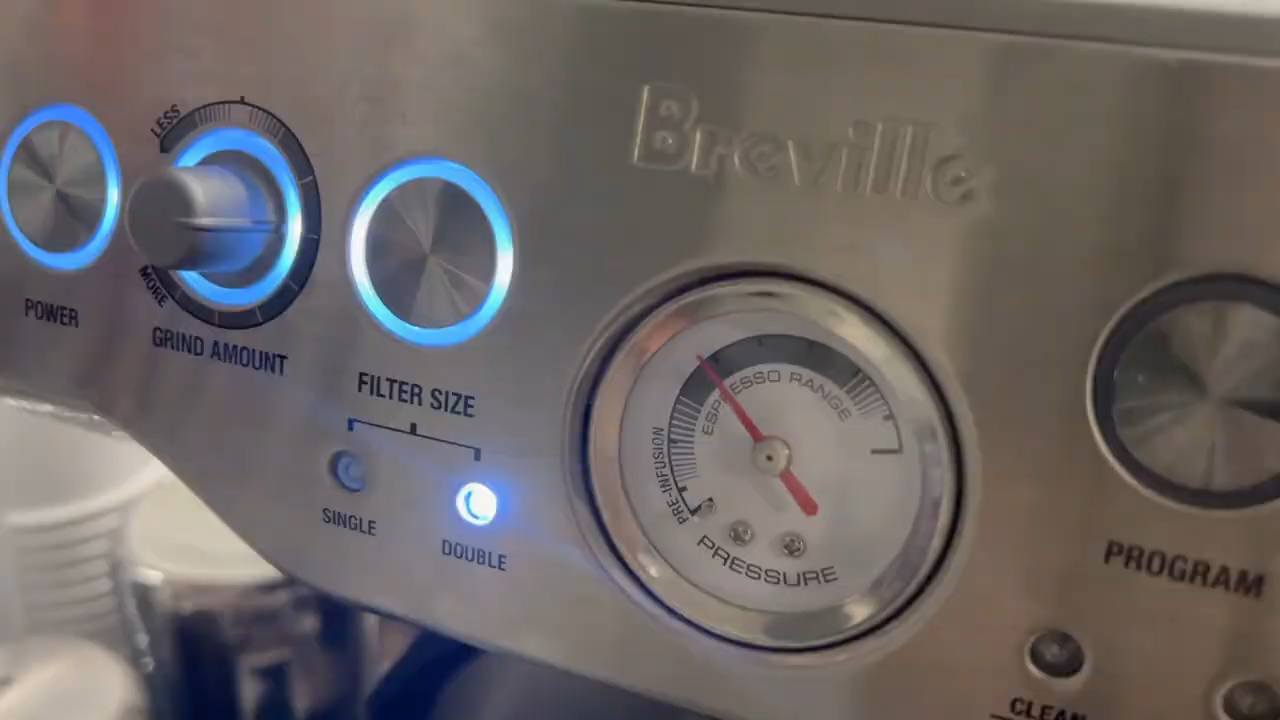 Breville
LESS
MORE
POWER
GRIND AMOUNT
FILTER SIZE
SINGLE
DOUBLE
ESPRESSO RANGE
PRE-INFUSION
PRESSURE
PROGRAM
CLEAN